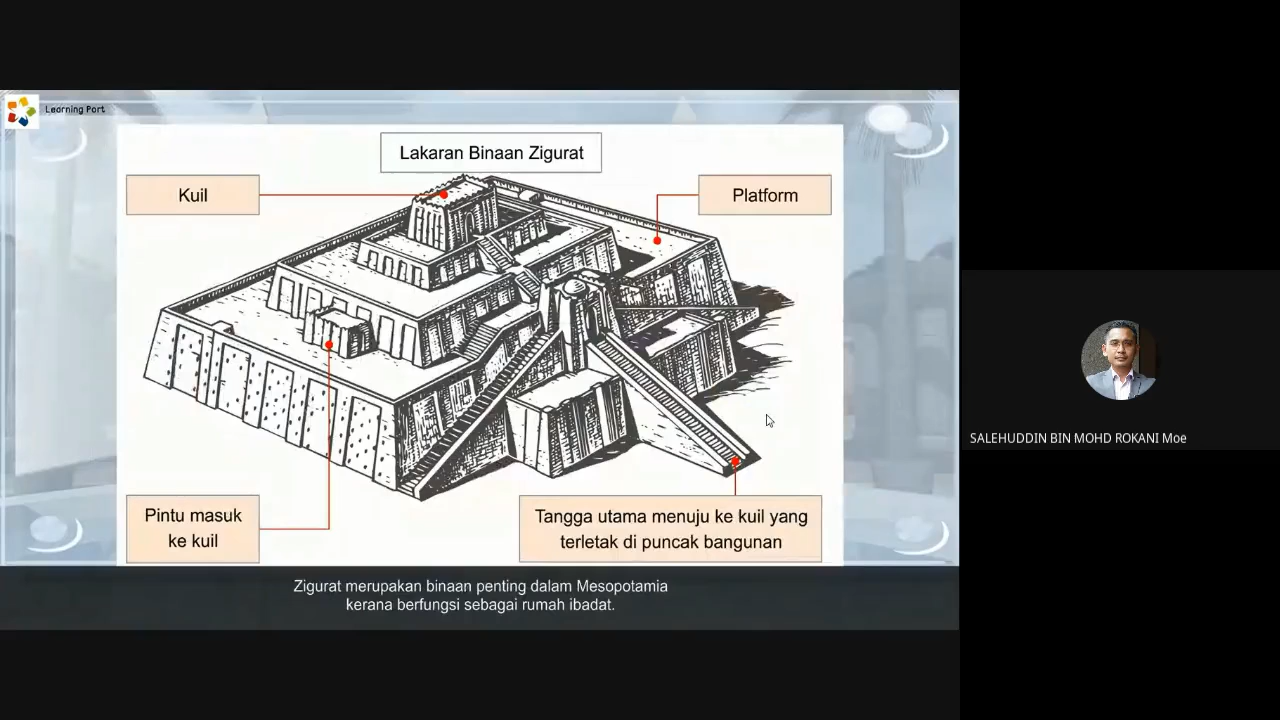 Learning Port
Lakaran Binaan Zigurat
Kuil
Platform
Pintu masuk
ke kuil
Tangga utama menuju ke kuil yang
terletak di puncak bangunan
Zigurat merupakan binaan penting dalam Mesopotamia
kerana berfungsi sebagai rumah ibadat.
SALEHUDDIN BIN MOHD ROKANI Moe